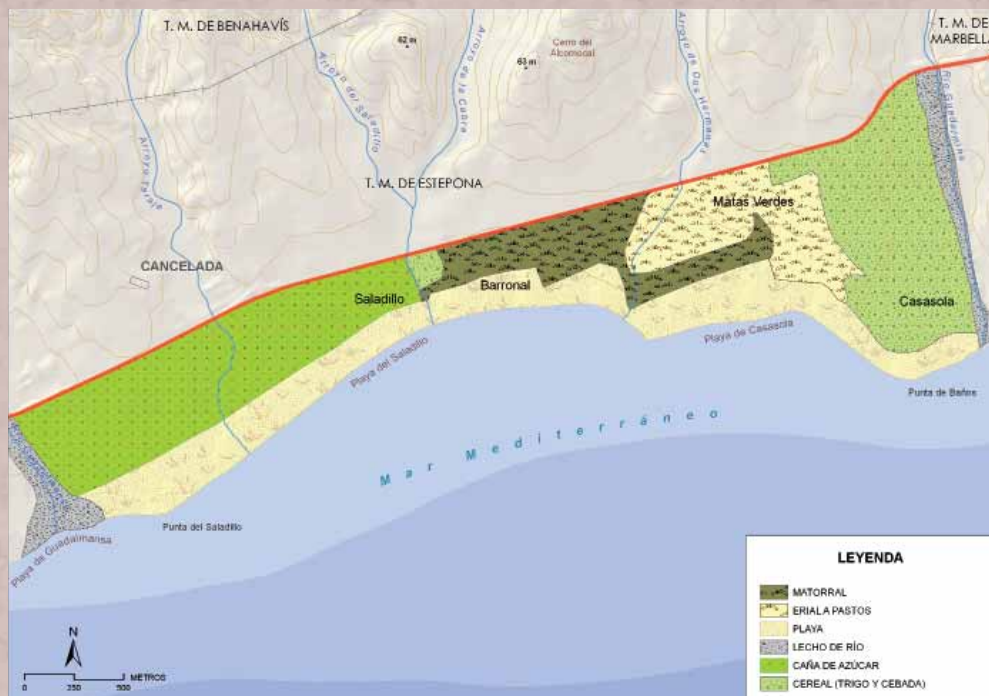 T. M. DE BENAHAVÍS
62 m
Cerro del
Alcornocal
63 m
T. M. DE
MARBELLA
Arroyo Taraje
Arroyo del Saladillo
Arroyo de la Cabra
Arroyo de Dos Hermanas
Río Guadalmina
T. M. DE ESTEPONA
Matas Verdes
CANCELADA
Saladillo
Barronal
Casasola
Playa del Saladillo
Playa de Casasola
Punta de Baños
Mar Mediterráneo
Punta del Saladillo
Playa de Guadalmansa
N
0 250 500 METROS
LEYENDA
MATORRAL
ERIAL A PASTOS
PLAYA
LECHO DE RÍO
CAÑA DE AZÚCAR
CEREAL (TRIGO Y CEBADA)